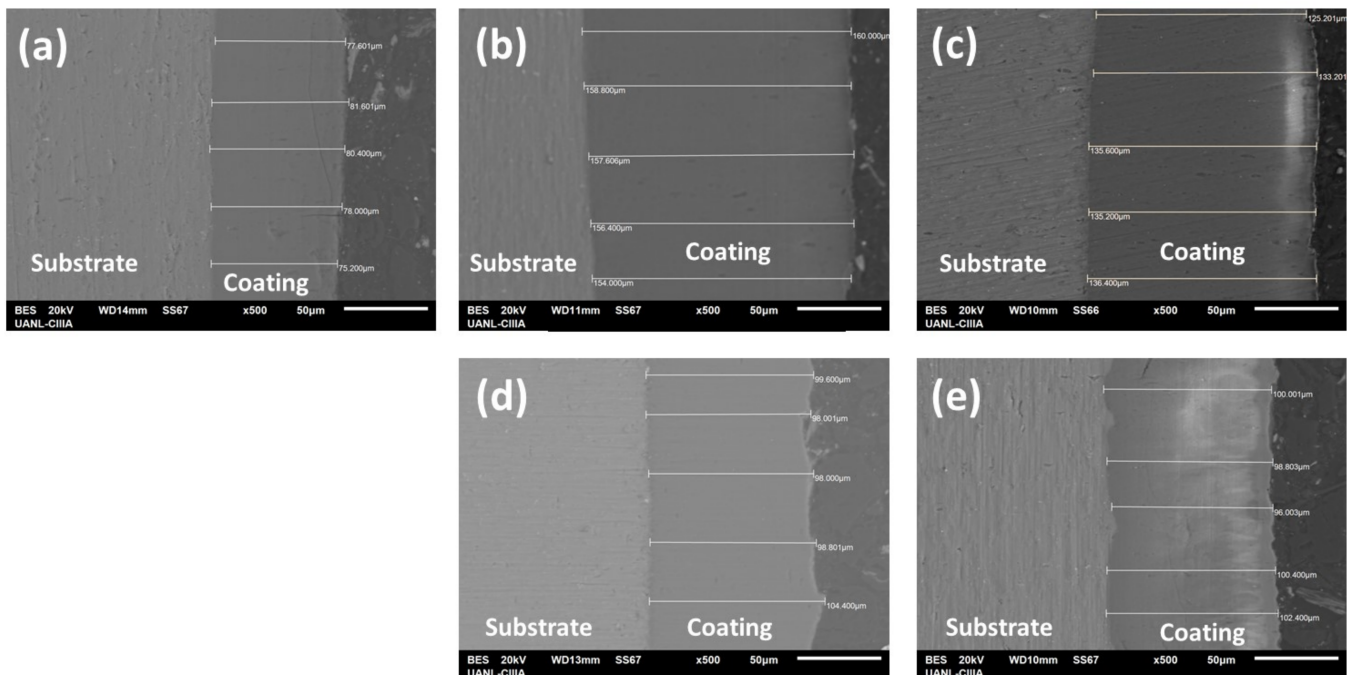 (a)
77.601µm
81.601µm
80.400µm
78.000µm
75.200µm
Substrate
Coating
BES 20kV WD14mm SS67 x500 50µm
UANL-CIIIA
(b)
160.000µm
158.800µm
157.606µm
156.400µm
154.000µm
Substrate
Coating
BES 20kV WD11mm SS67 x500 50µm
UANL-CIIIA
(c)
125.201µm
133.201
135.600µm
135.200µm
136.400µm
Substrate
Coating
BES 20kV WD10mm SS66 x500 50µm
UANL-CIIIA
(d)
99.600µm
98.001µm
98.000µm
98.801µm
104.400µm
Substrate
Coating
BES 20kV WD13mm SS67 x500 50µm
UANL-CIIIA
(e)
100.001µm
98.803µm
96.003µm
100.400µm
102.400µm
Substrate
Coating
BES 20kV WD10mm SS67 x500 50µm
UANL-CIIIA